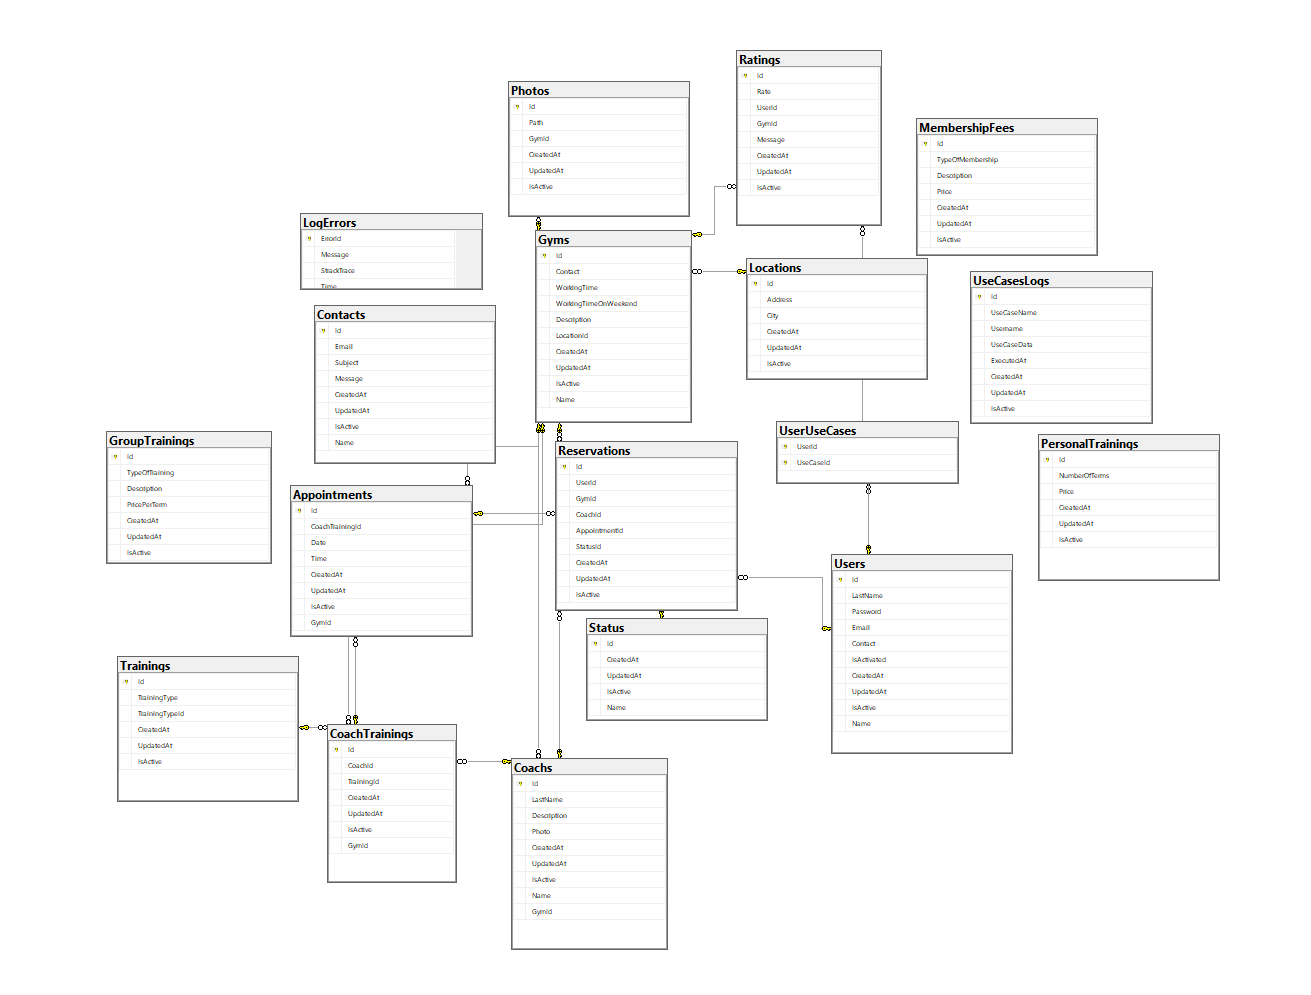 Ratings
Id
Rate
UserId
GymId
Message
CreatedAt
UpdatedAt
IsActive
Photos
Id
Path
GymId
CreatedAt
UpdatedAt
IsActive
MembershipFees
Id
TypeOfMembership
Description
Price
CreatedAt
UpdatedAt
IsActive
LogErrors
ErrorId
Message
StrackTrace
Time
Gyms
Id
Contact
WorkingTime
WorkingTimeOnWeekend
Description
LocationId
CreatedAt
UpdatedAt
IsActive
Name
Locations
Id
Address
City
CreatedAt
UpdatedAt
IsActive
UseCasesLogs
Id
UseCaseName
Username
UseCaseData
ExecutedAt
CreatedAt
UpdatedAt
IsActive
Contacts
Id
Email
Subject
Message
CreatedAt
UpdatedAt
IsActive
Name
GroupTrainings
Id
TypeOfTraining
Description
PricePerTerm
CreatedAt
UpdatedAt
IsActive
Reservations
Id
UserId
GymId
CoachId
AppointmentId
StatusId
CreatedAt
UpdatedAt
IsActive
UserUseCases
UserId
UseCaseId
PersonalTrainings
Id
NumberOfTerms
Price
CreatedAt
UpdatedAt
IsActive
Appointments
Id
CoachTrainingId
Date
Time
CreatedAt
UpdatedAt
IsActive
GymId
Users
Id
LastName
Password
Email
Contact
IsActivated
CreatedAt
UpdatedAt
IsActive
Name
Status
Id
CreatedAt
UpdatedAt
IsActive
Name
Trainings
Id
TrainingType
TrainingTypeId
CreatedAt
UpdatedAt
IsActive
CoachTrainings
Id
CoachId
TrainingId
CreatedAt
UpdatedAt
IsActive
GymId
Coachs
Id
LastName
Description
Photo
CreatedAt
UpdatedAt
IsActive
Name
GymId